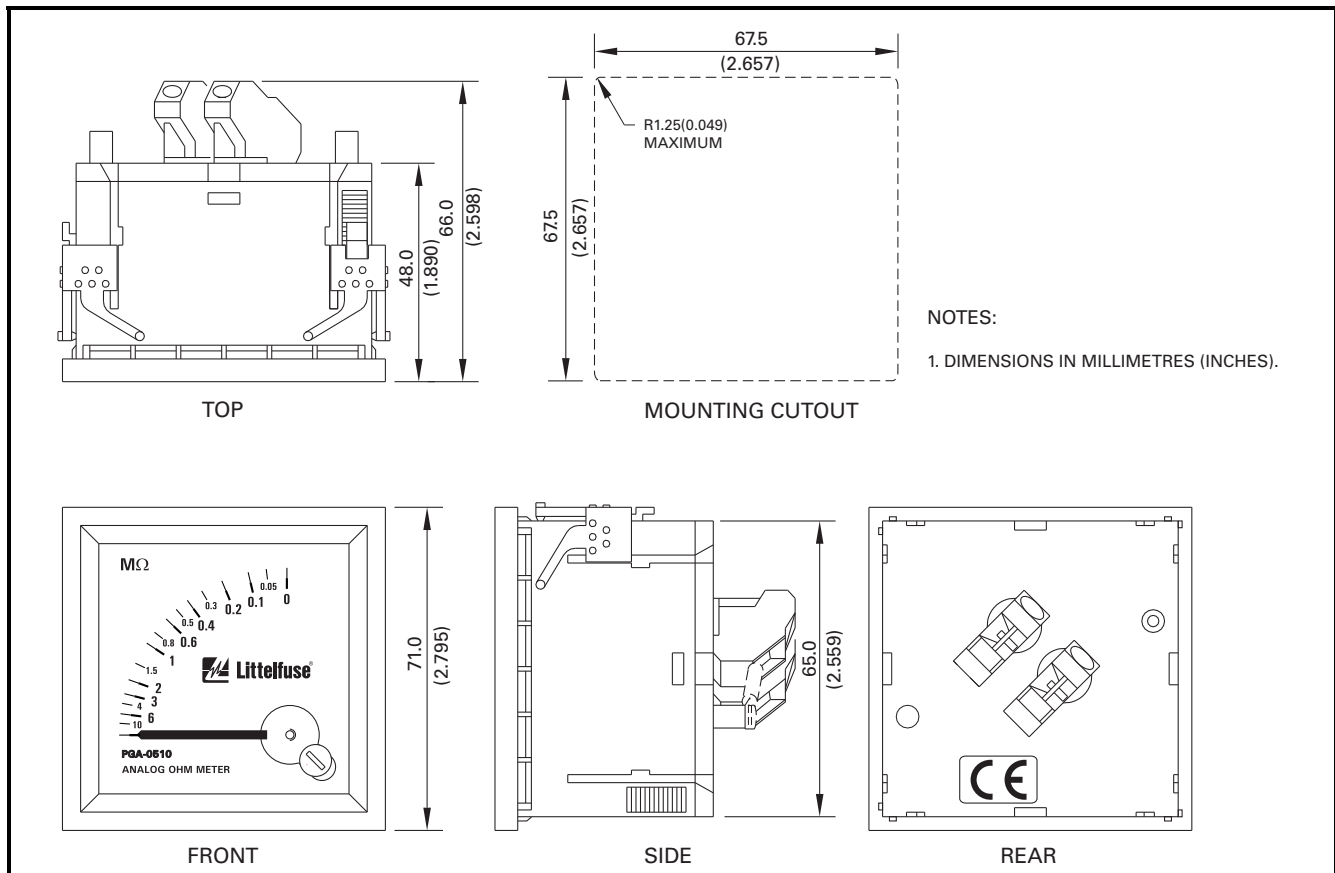 67.5
(2.657)
R1.25(0.049)
MAXIMUM
67.5
(2.657)
48.0
(1.890)
66.0
(2.598)
NOTES:
1. DIMENSIONS IN MILLIMETRES (INCHES).
TOP
MOUNTING CUTOUT
MΩ
0
0.05
0.1
0.2
0.3
0.4
0.5
0.6
0.8
1
1.5
2
3
4
6
10
Littelfuse®
PGA-0510
ANALOG OHM METER
71.0
(2.795)
65.0
(2.559)
CE
FRONT
SIDE
REAR